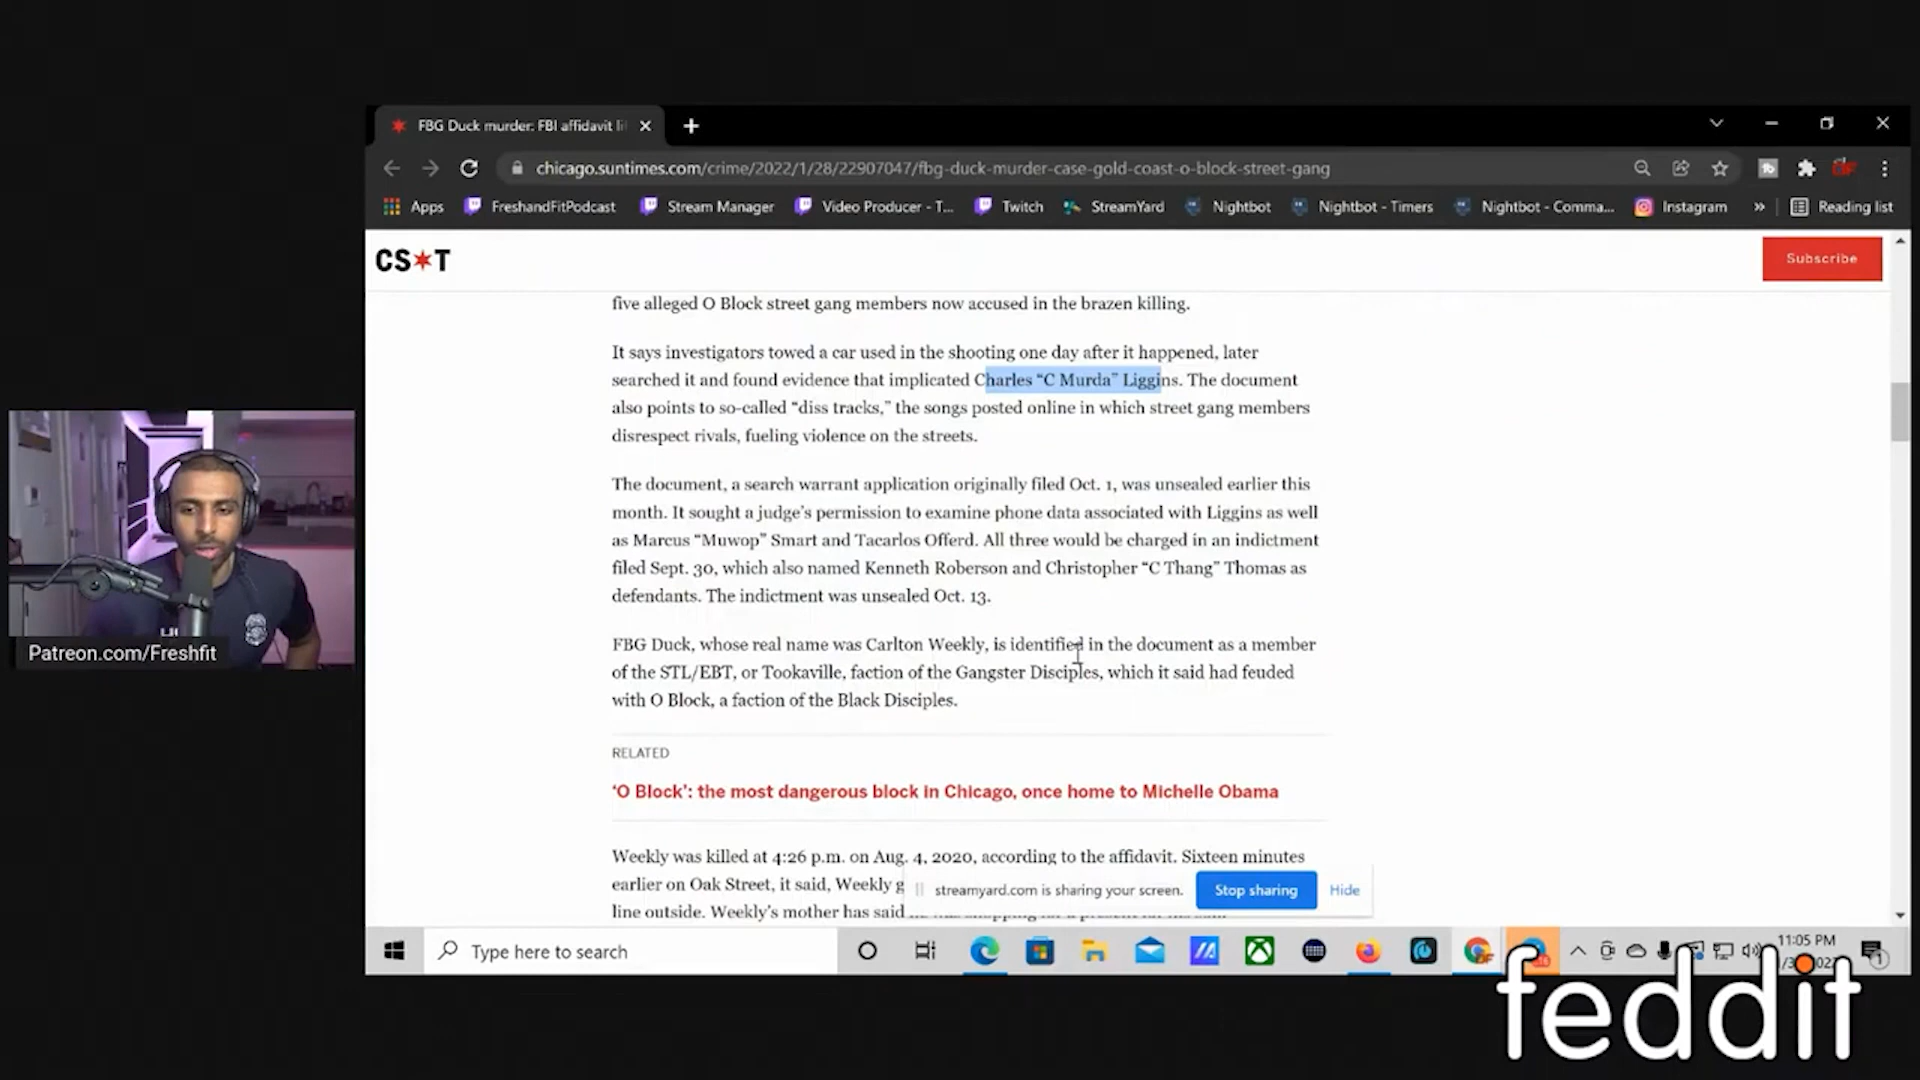 FBG Duck murder: FBI affidavit li
chicago.suntimes.com/crime/2022/1/28/22907047/fbg-duck-murder-case-gold-coast-o-block-street-gang
Apps FreshandFitPodcast Stream Manager Video Producer - T... Twitch StreamYard Nightbot Nightbot - Timers Nightbot - Comma... Instagram » Reading list
CS T
Subscribe
five alleged O Block street gang members now accused in the brazen killing.
It says investigators towed a car used in the shooting one day after it happened, later
searched it and found evidence that implicated Charles “C Murda” Liggins. The document
also points to so-called “diss tracks,” the songs posted online in which street gang members
disrespect rivals, fueling violence on the streets.
The document, a search warrant application originally filed Oct. 1, was unsealed earlier this
month. It sought a judge’s permission to examine phone data associated with Liggins as well
as Marcus “Muwop” Smart and Tacarlos Offerd. All three would be charged in an indictment
filed Sept. 30, which also named Kenneth Roberson and Christopher “C Thang” Thomas as
defendants. The indictment was unsealed Oct. 13.
FBG Duck, whose real name was Carlton Weekly, is identified in the document as a member
of the STL/EBT, or Tookaville, faction of the Gangster Disciples, which it said had feuded
with O Block, a faction of the Black Disciples.
RELATED
‘O Block’: the most dangerous block in Chicago, once home to Michelle Obama
Weekly was killed at 4:26 p.m. on Aug. 4, 2020, according to the affidavit. Sixteen minutes
earlier on Oak Street, it said, Weekly
line outside. Weekly’s mother has said
streamyard.com is sharing your screen. Stop sharing Hide
Patreon.com/Freshfit
Type here to search
11:05 PM
feddit